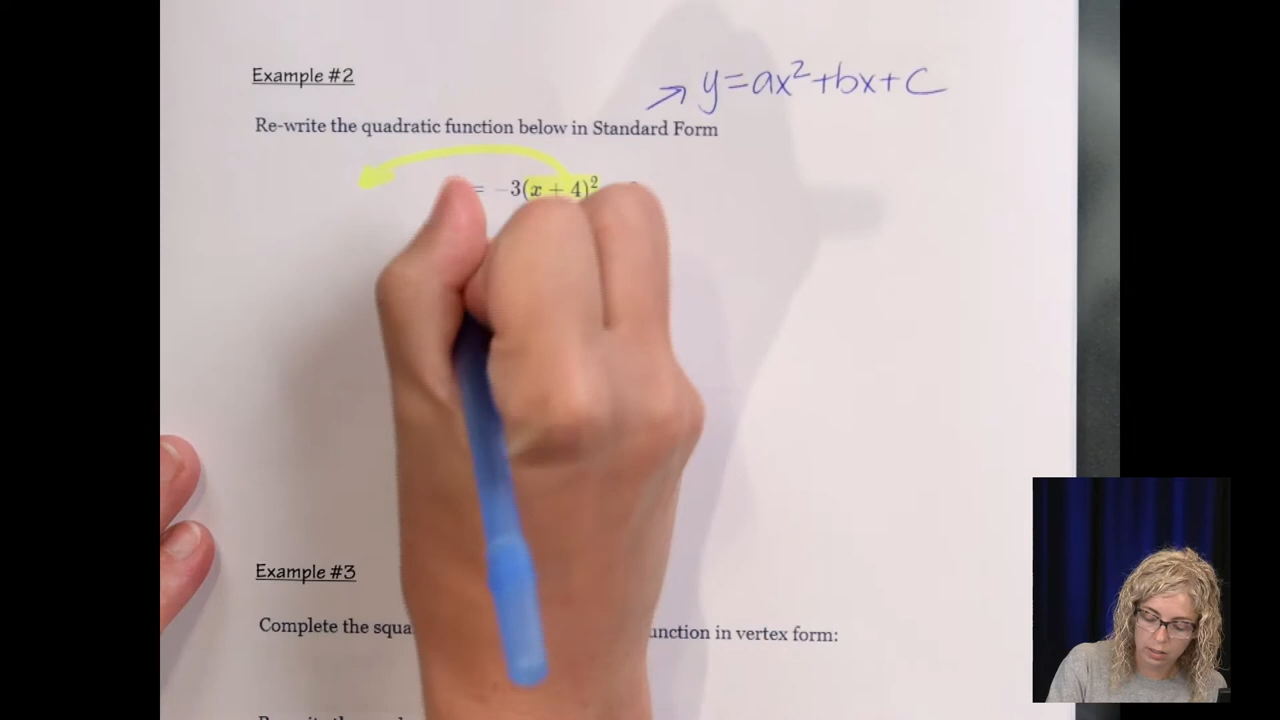 Example #2
y=ax²+bx+c
Re-write the quadratic function below in Standard Form
= -3(x + 4)²
Example #3
Complete the unction in vertex form: